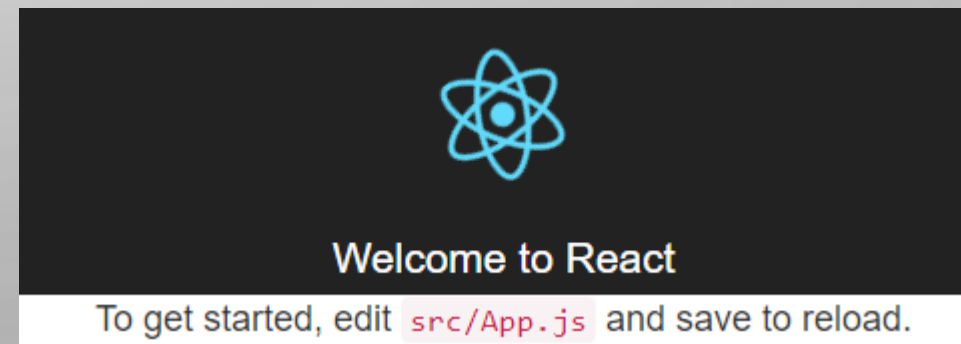 Welcome to React
To get started, edit src/App.js and save to reload.